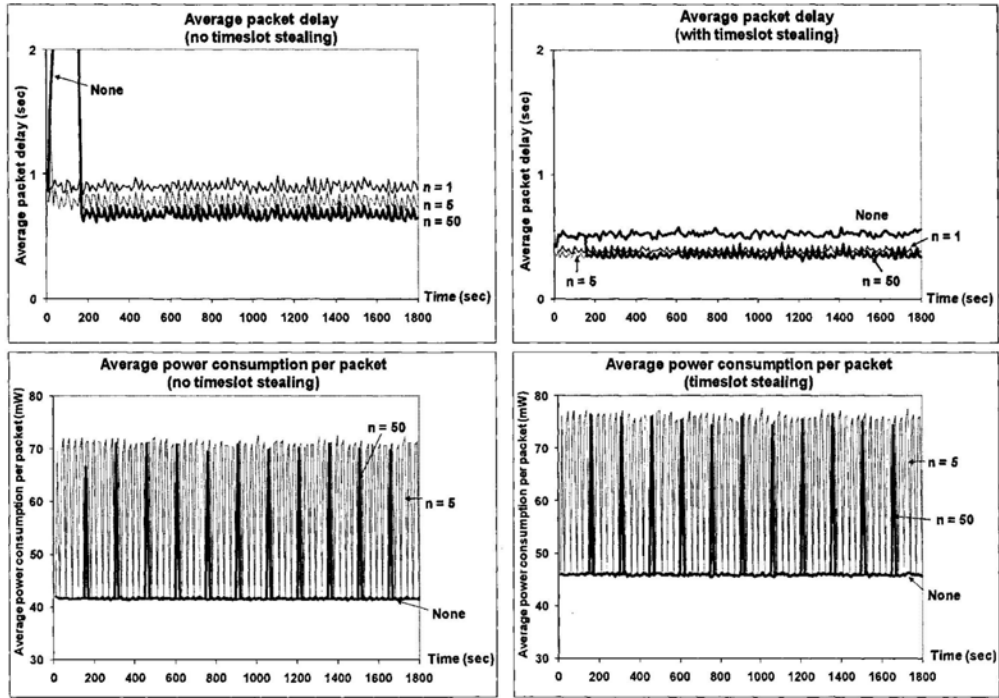 Average packet delay
(no timeslot stealing)
Average packet delay (sec)
2
1
0
None
n = 1
n = 5
n = 50
Time (sec)
0 200 400 600 800 1000 1200 1400 1600 1800
Average packet delay
(with timeslot stealing)
Average packet delay (sec)
2
1
0
None
n = 1
n = 5
n = 50
Time (sec)
0 200 400 600 800 1000 1200 1400 1600 1800
Average power consumption per packet
(no timeslot stealing)
Average power consumption per packet (mW)
80
70
60
50
40
30
n = 50
n = 5
None
Time (sec)
0 200 400 600 800 1000 1200 1400 1600 1800
Average power consumption per packet
(timeslot stealing)
Average power consumption per packet (mW)
80
70
60
50
40
30
n = 5
n = 50
None
Time (sec)
0 200 400 600 800 1000 1200 1400 1600 1800